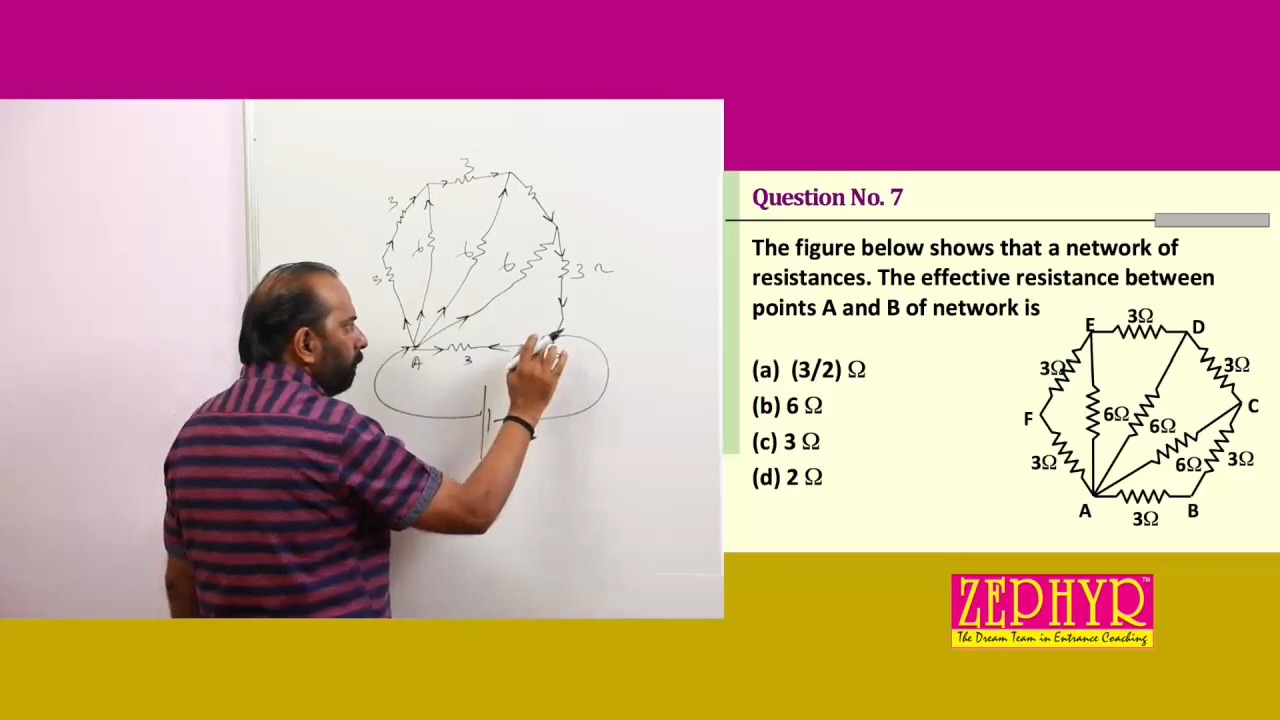 Question No. 7
The figure below shows that a network of
resistances. The effective resistance between
points A and B of network is
(a) (3/2) Ω
(b) 6 Ω
(c) 3 Ω
(d) 2 Ω
E 3Ω D
3Ω 3Ω
F 6Ω 6Ω C
3Ω 6Ω 3Ω
A 3Ω B
3
3
6 6 6
3 3Ω
A 3
ZEPHYR™
The Dream Team in Entrance Coaching